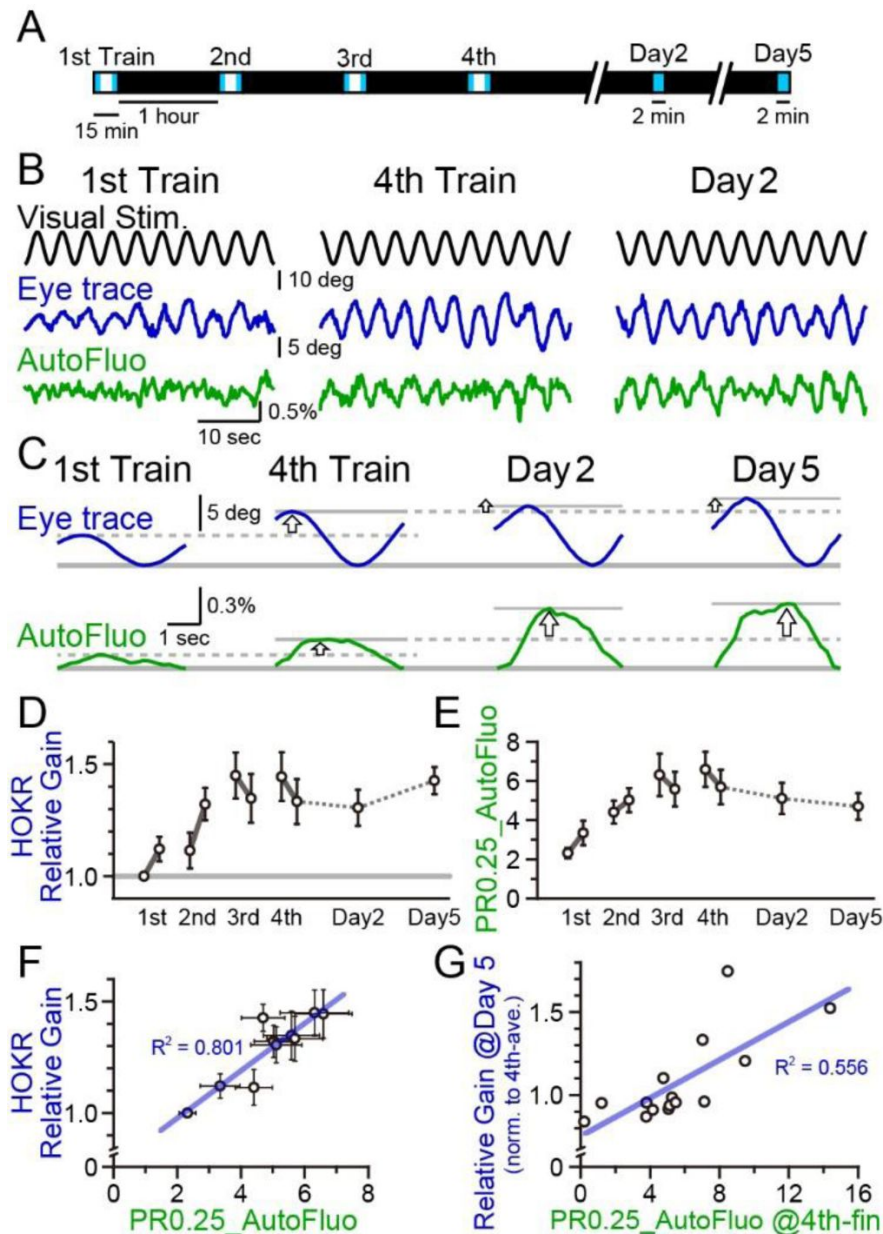 A
1st Train
2nd
3rd
4th
Day2
Day5
15 min
1 hour
2 min
2 min
B
1st Train
4th Train
Day 2
Visual Stim.
10 deg
Eye trace
5 deg
AutoFluo
0.5%
10 sec
C
1st Train
4th Train
Day 2
Day 5
Eye trace
5 deg
0.3%
AutoFluo
1 sec
D
HOKR
Relative Gain
1.5
1.0
1st 2nd 3rd 4th Day2 Day5
E
PR0.25_AutoFluo
8
6
4
2
0
1st 2nd 3rd 4th Day2 Day5
F
HOKR
Relative Gain
1.5
1.0
0
R² = 0.801
0 2 4 6 8
PR0.25_AutoFluo
G
Relative Gain @Day 5
(norm. to 4th-ave.)
1.5
1.0
0
R² = 0.556
0 4 8 12 16
PR0.25_AutoFluo @4th-fin